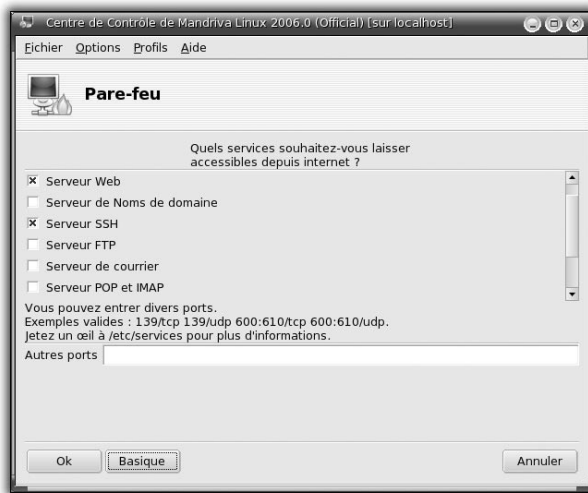 Centre de Contrôle de Mandriva Linux 2006.0 (Official) [sur localhost]
Fichier Options Profils Aide
Pare-feu
Quels services souhaitez-vous laisser
accessibles depuis internet ?
Serveur Web
Serveur de Noms de domaine
Serveur SSH
Serveur FTP
Serveur de courrier
Serveur POP et IMAP
Vous pouvez entrer divers ports.
Exemples valides : 139/tcp 139/udp 600:610/tcp 600:610/udp.
Jetez un œil à /etc/services pour plus d'informations.
Autres ports
Ok Basique Annuler